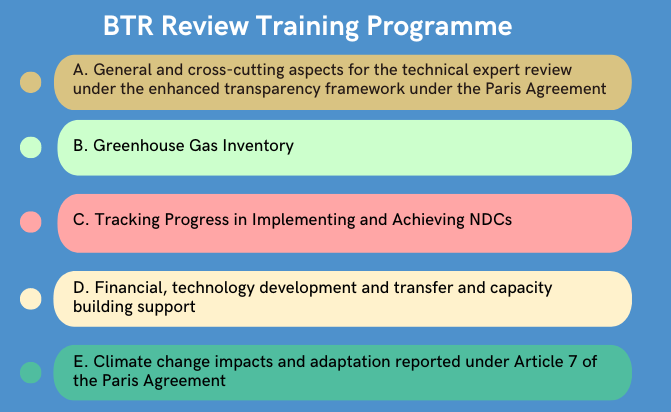 BTR Review Training Programme
A. General and cross-cutting aspects for the technical expert review
under the enhanced transparency framework under the Paris Agreement
B. Greenhouse Gas Inventory
C. Tracking Progress in Implementing and Achieving NDCs
D. Financial, technology development and transfer and capacity
building support
E. Climate change impacts and adaptation reported under Article 7 of
the Paris Agreement